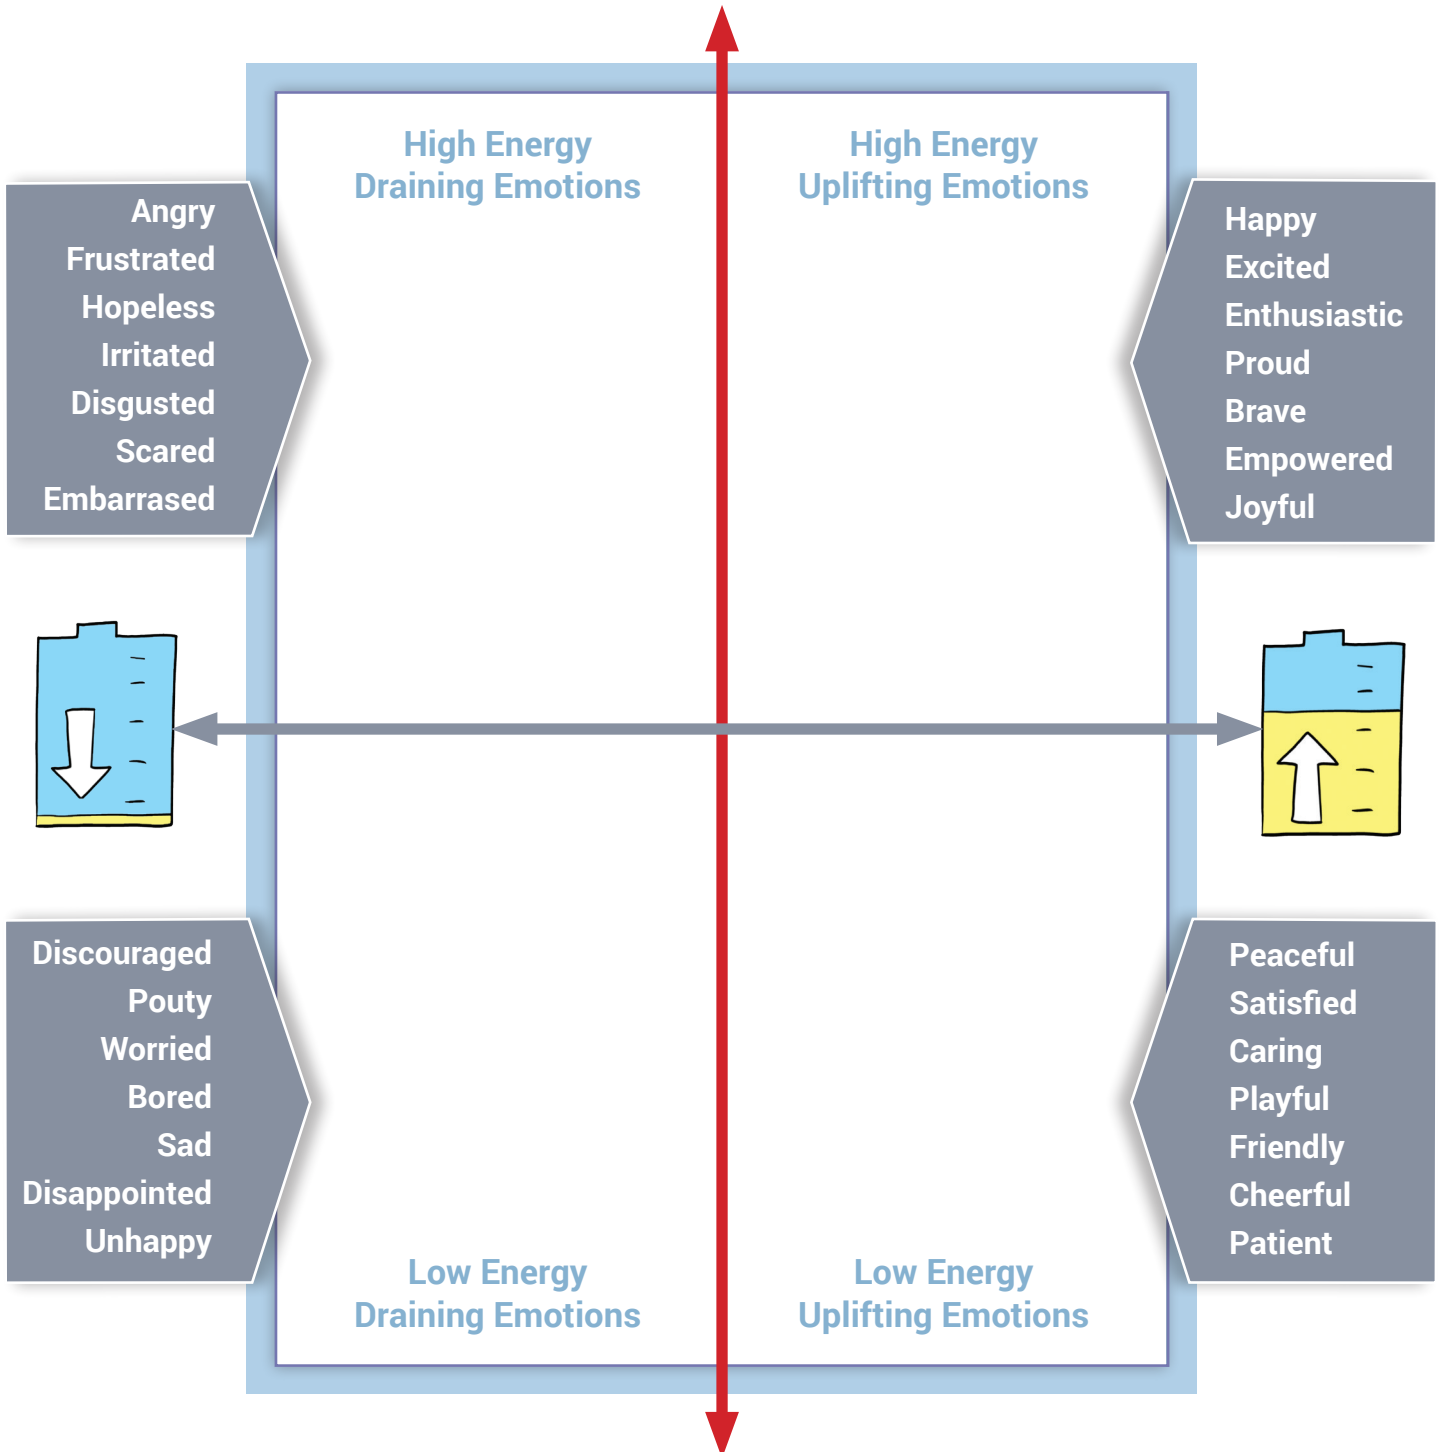 High Energy
Draining Emotions
High Energy
Uplifting Emotions
Angry
Frustrated
Hopeless
Irritated
Disgusted
Scared
Embarrased
Happy
Excited
Enthusiastic
Proud
Brave
Empowered
Joyful
Discouraged
Pouty
Worried
Bored
Sad
Disappointed
Unhappy
Peaceful
Satisfied
Caring
Playful
Friendly
Cheerful
Patient
Low Energy
Draining Emotions
Low Energy
Uplifting Emotions